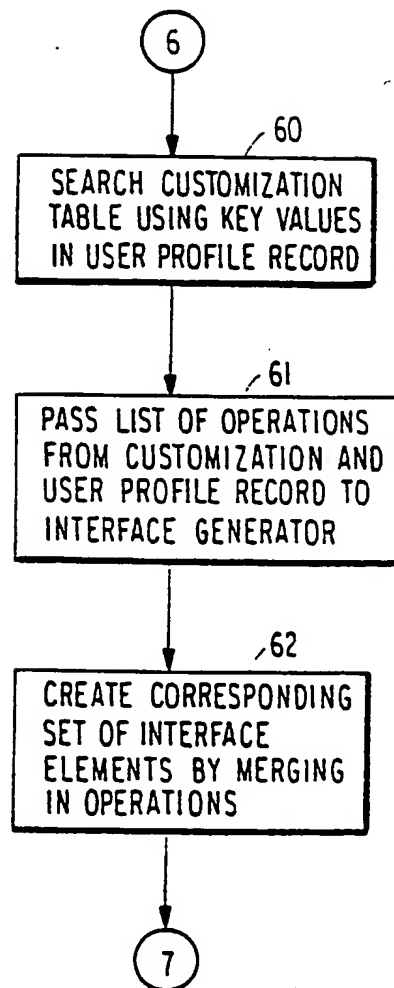 6
60
SEARCH CUSTOMIZATION
TABLE USING KEY VALUES
IN USER PROFILE RECORD
61
PASS LIST OF OPERATIONS
FROM CUSTOMIZATION AND
USER PROFILE RECORD TO
INTERFACE GENERATOR
62
CREATE CORRESPONDING
SET OF INTERFACE
ELEMENTS BY MERGING
IN OPERATIONS
7